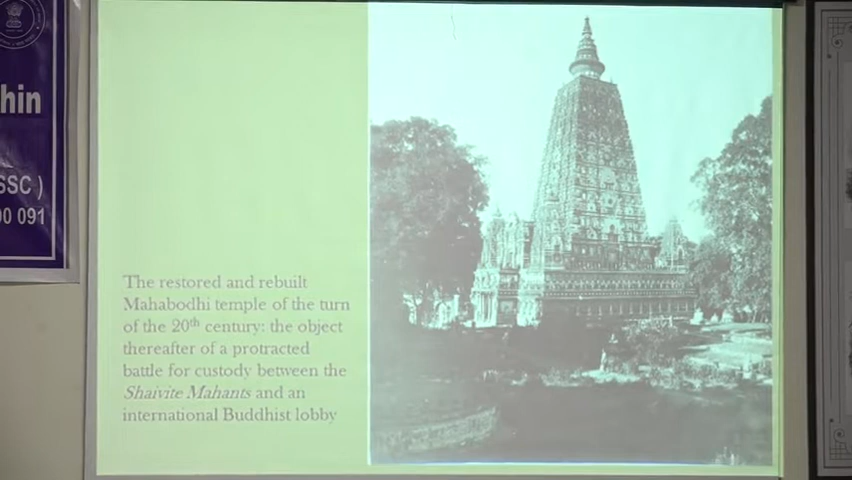 hin
SSC )
00 091
The restored and rebuilt
Mahabodhi temple of the turn
of the 20th century: the object
thereafter of a protracted
battle for custody between the
Shaivite Mahants and an
international Buddhist lobby